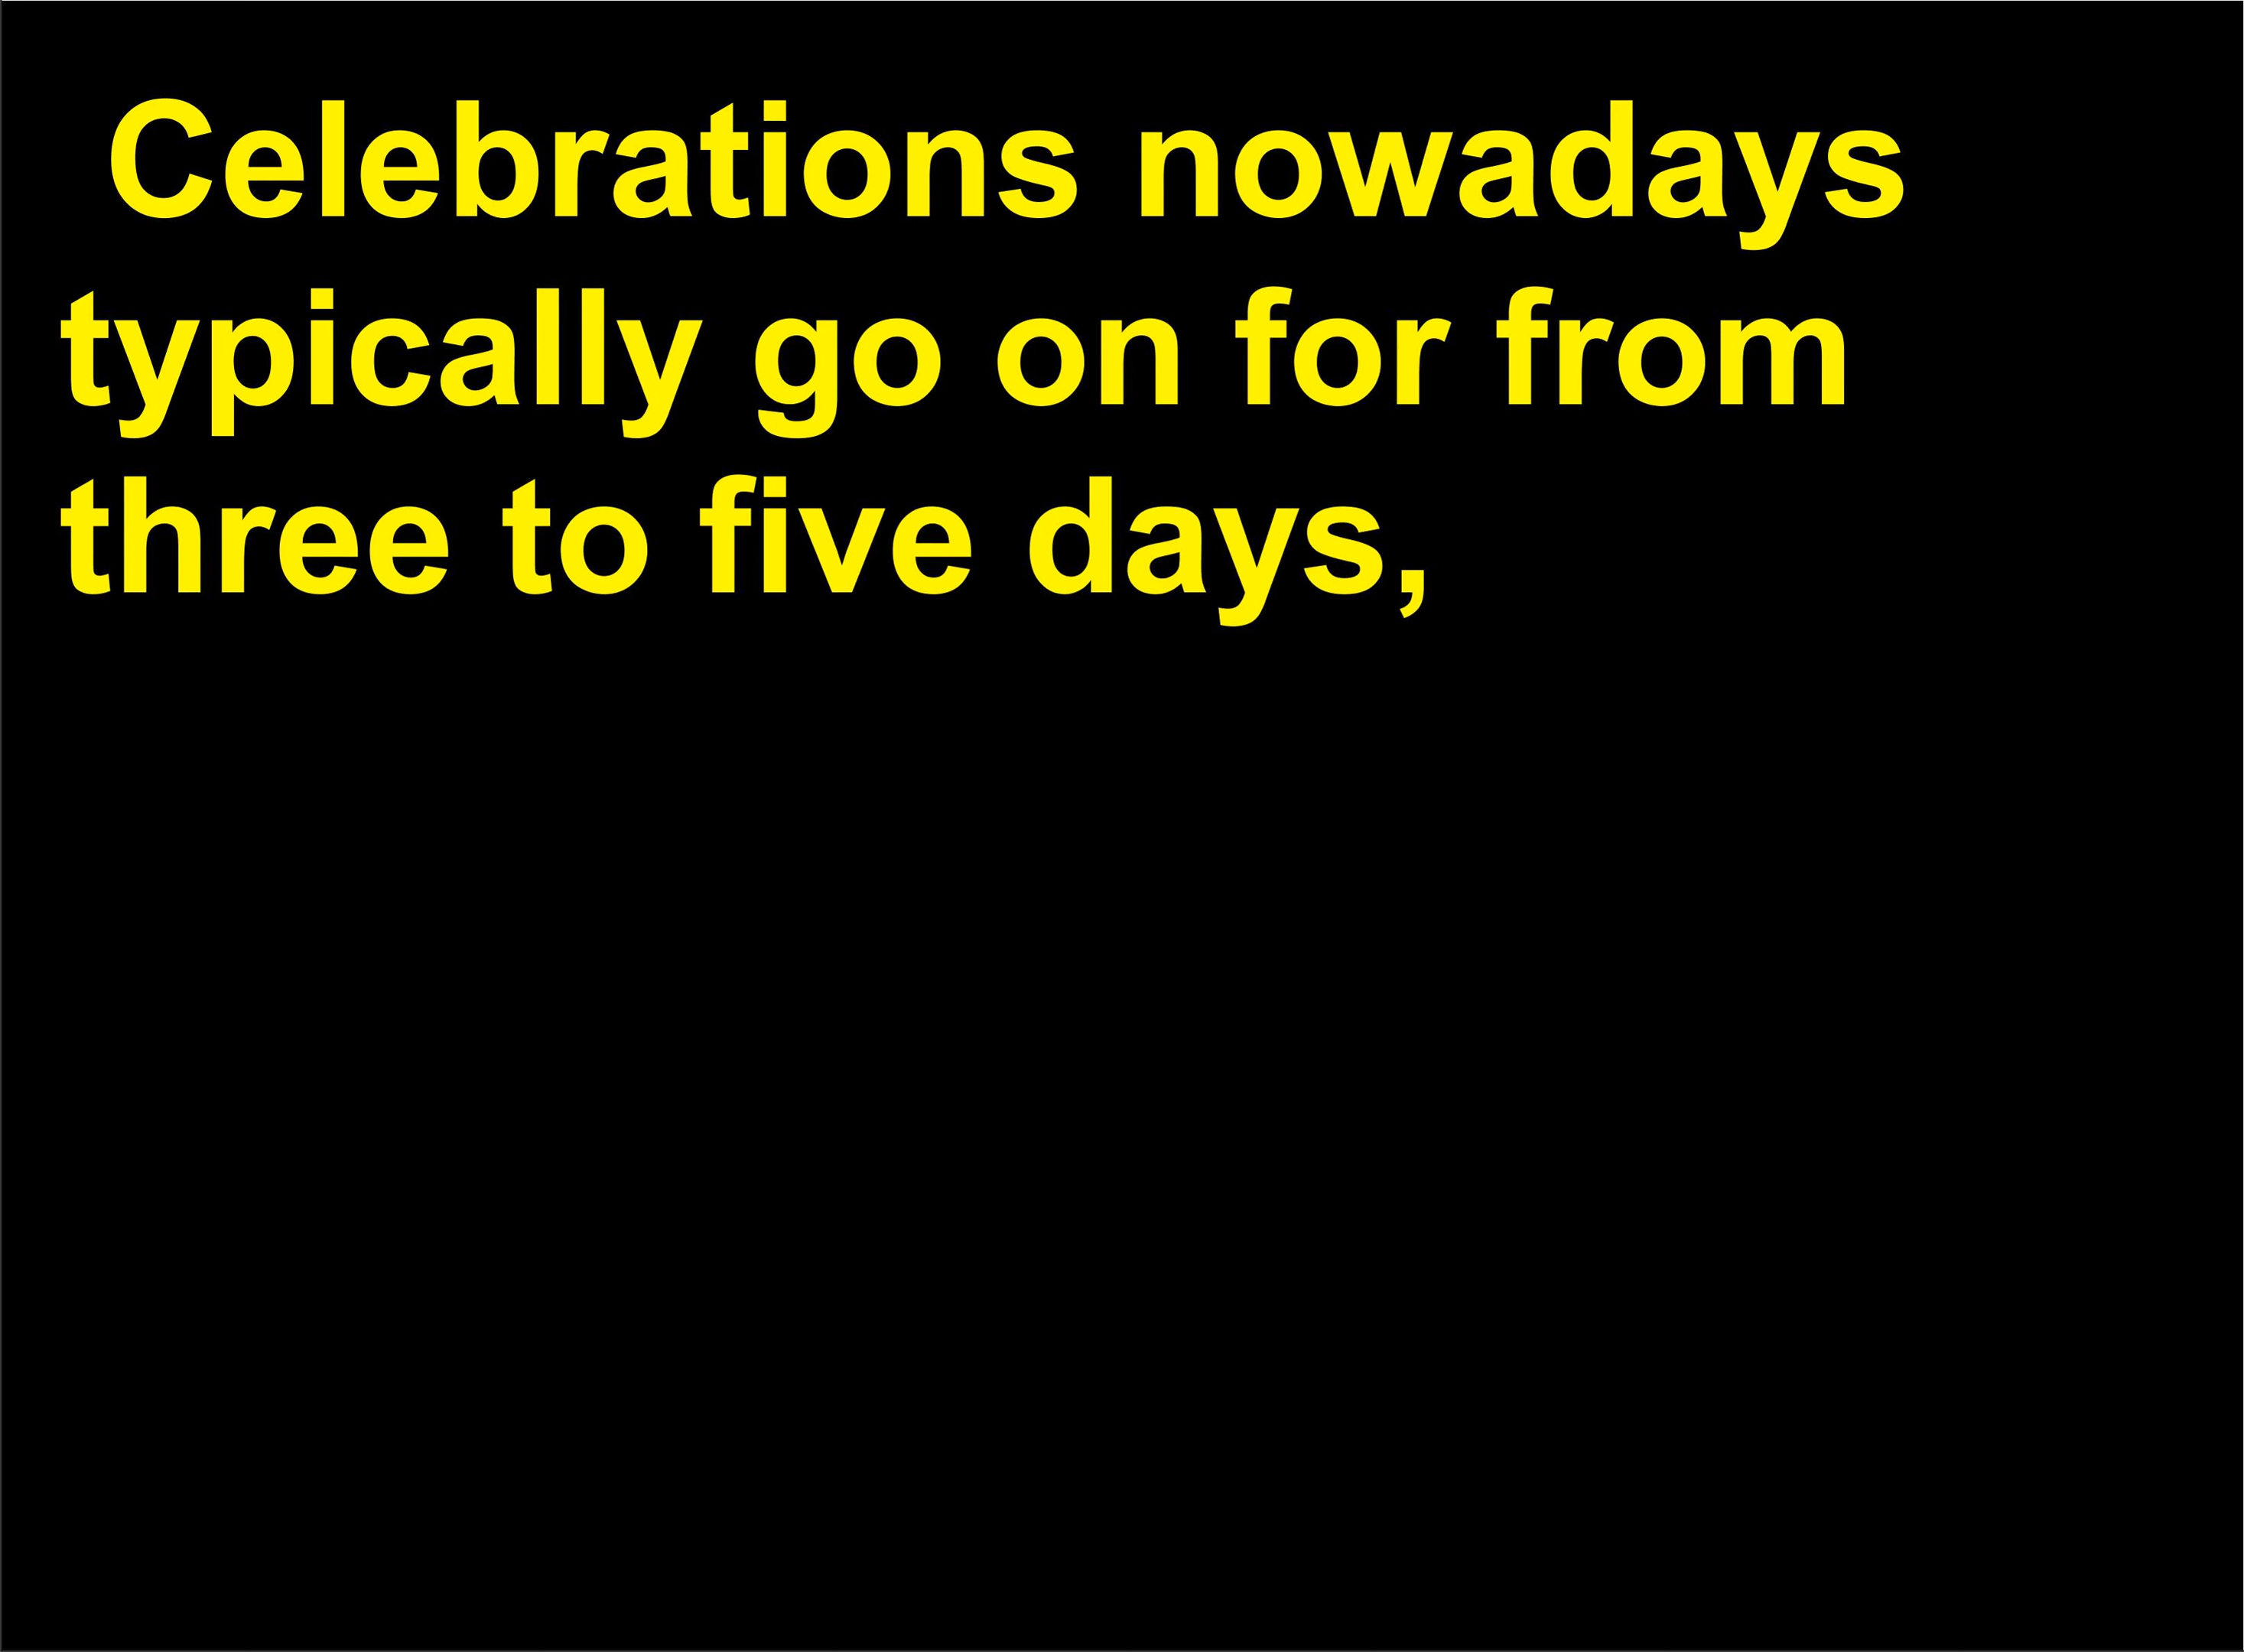 Celebrations nowadays
typically go on for from
three to five days,